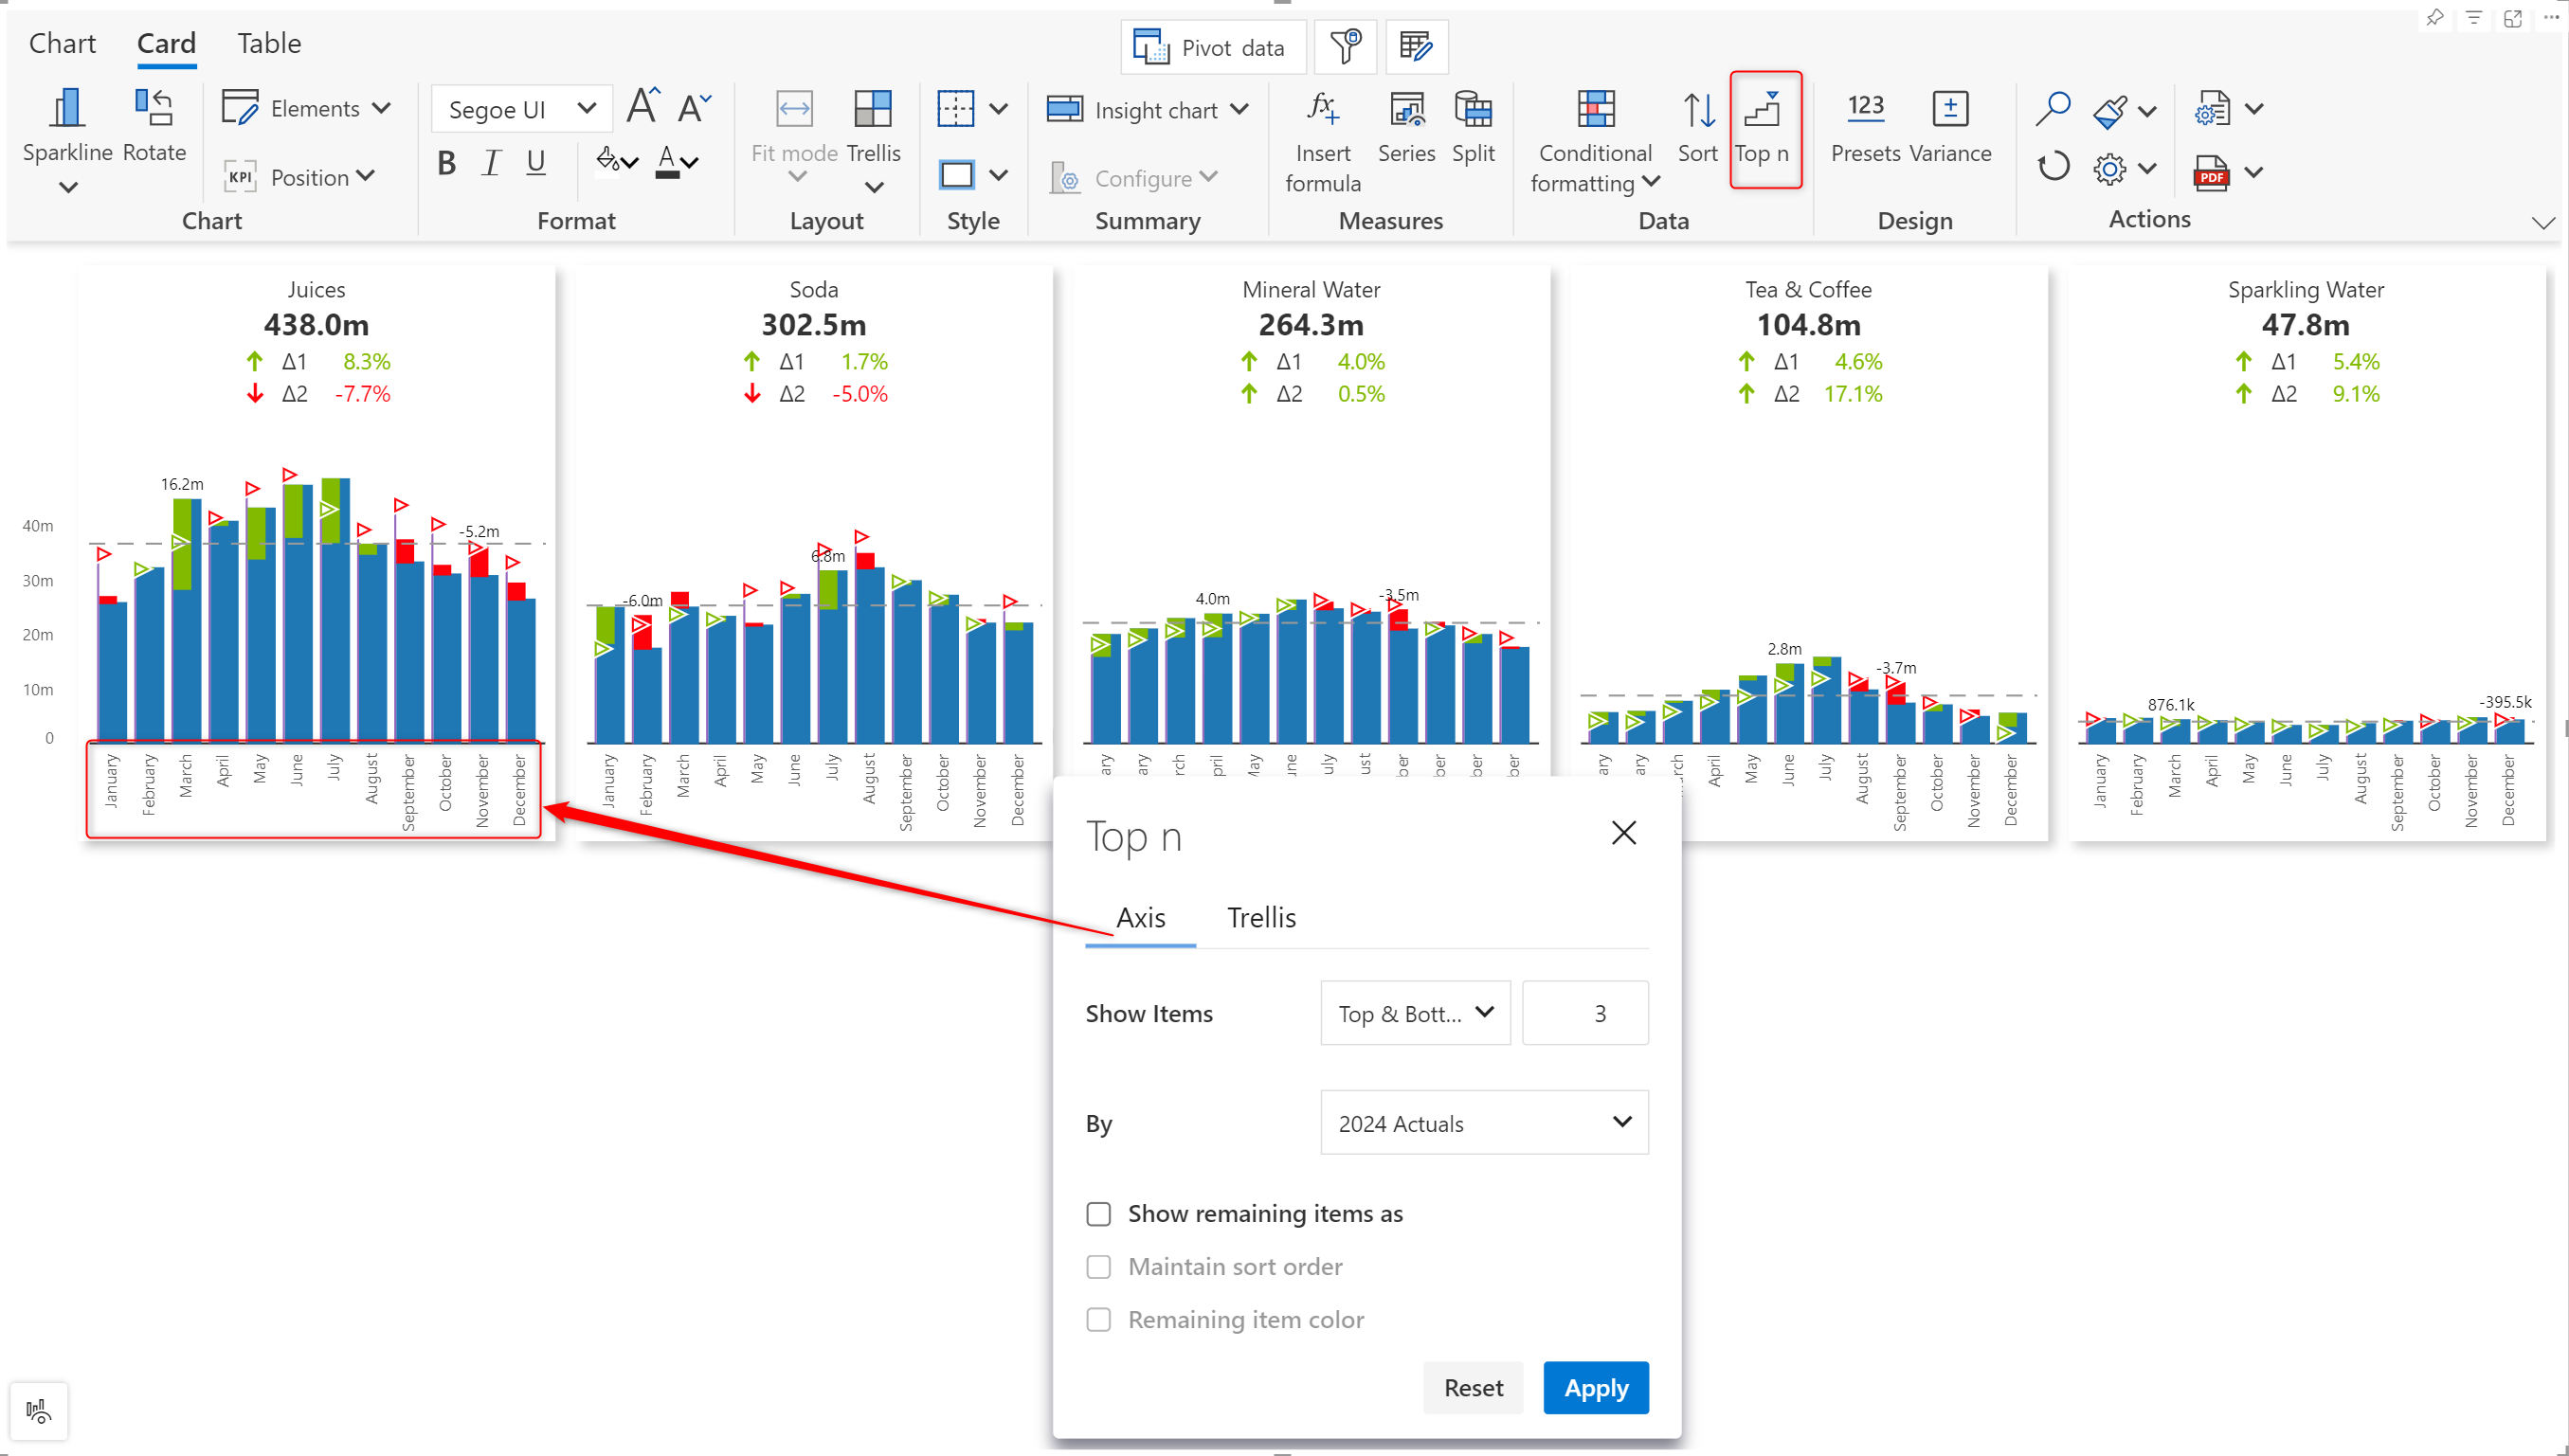 Chart Card Table
Pivot data
Sparkline Rotate
Elements
KPI Position
Chart
Segoe UI
A A
B I U A
Format
Fit mode Trellis
Layout
Style
Insight chart
Configure
Summary
fx Insert formula
Series Split
Measures
Conditional formatting
Sort Top n
Data
123
Presets Variance
Design
PDF
Actions
Juices
438.0m
Δ1 8.3%
Δ2 -7.7%
Soda
302.5m
Δ1 1.7%
Δ2 -5.0%
Mineral Water
264.3m
Δ1 4.0%
Δ2 0.5%
Tea & Coffee
104.8m
Δ1 4.6%
Δ2 17.1%
Sparkling Water
47.8m
Δ1 5.4%
Δ2 9.1%
40m
30m
20m
10m
0
16.2m
-5.2m
January February March April May June July August September October November December
-6.0m
6.8m
January February March April May June July August September October November December
4.0m
-3.5m
ary ary rch pril May une uly ust ber ber ber ber
2.8m
-3.7m
ary ary rch April May June July August September October November December
876.1k
-395.5k
January February March April May June July August September October November December
Top n
Axis Trellis
Show Items Top & Bott... 3
By 2024 Actuals
Show remaining items as
Maintain sort order
Remaining item color
Reset Apply